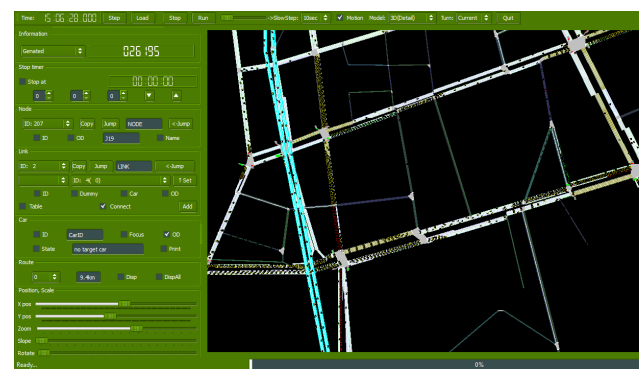 Time: 15 06 28 000 Step Load Stop Run ->SlowStep: 10sec Motion Model: 3D(Detail) Turn: Current Quit
Information
Genated 026195
Stop timer
Stop at 00 00 00
0 0 0
Node
ID: 207 Copy Jump NODE <-Jump
ID OD J19 Name
Link
ID: 2 Copy Jump LINK <-Jump
ID: 4( 0) ↑Set
ID Dummy Car OD
Table Connect Add
Car
ID CarID Focus OD
State no target car Print
Route
0 9.4km Disp DispAll
Position, Scale
X pos
Y pos
Zoom
Slope
Rotate
Ready... 0%